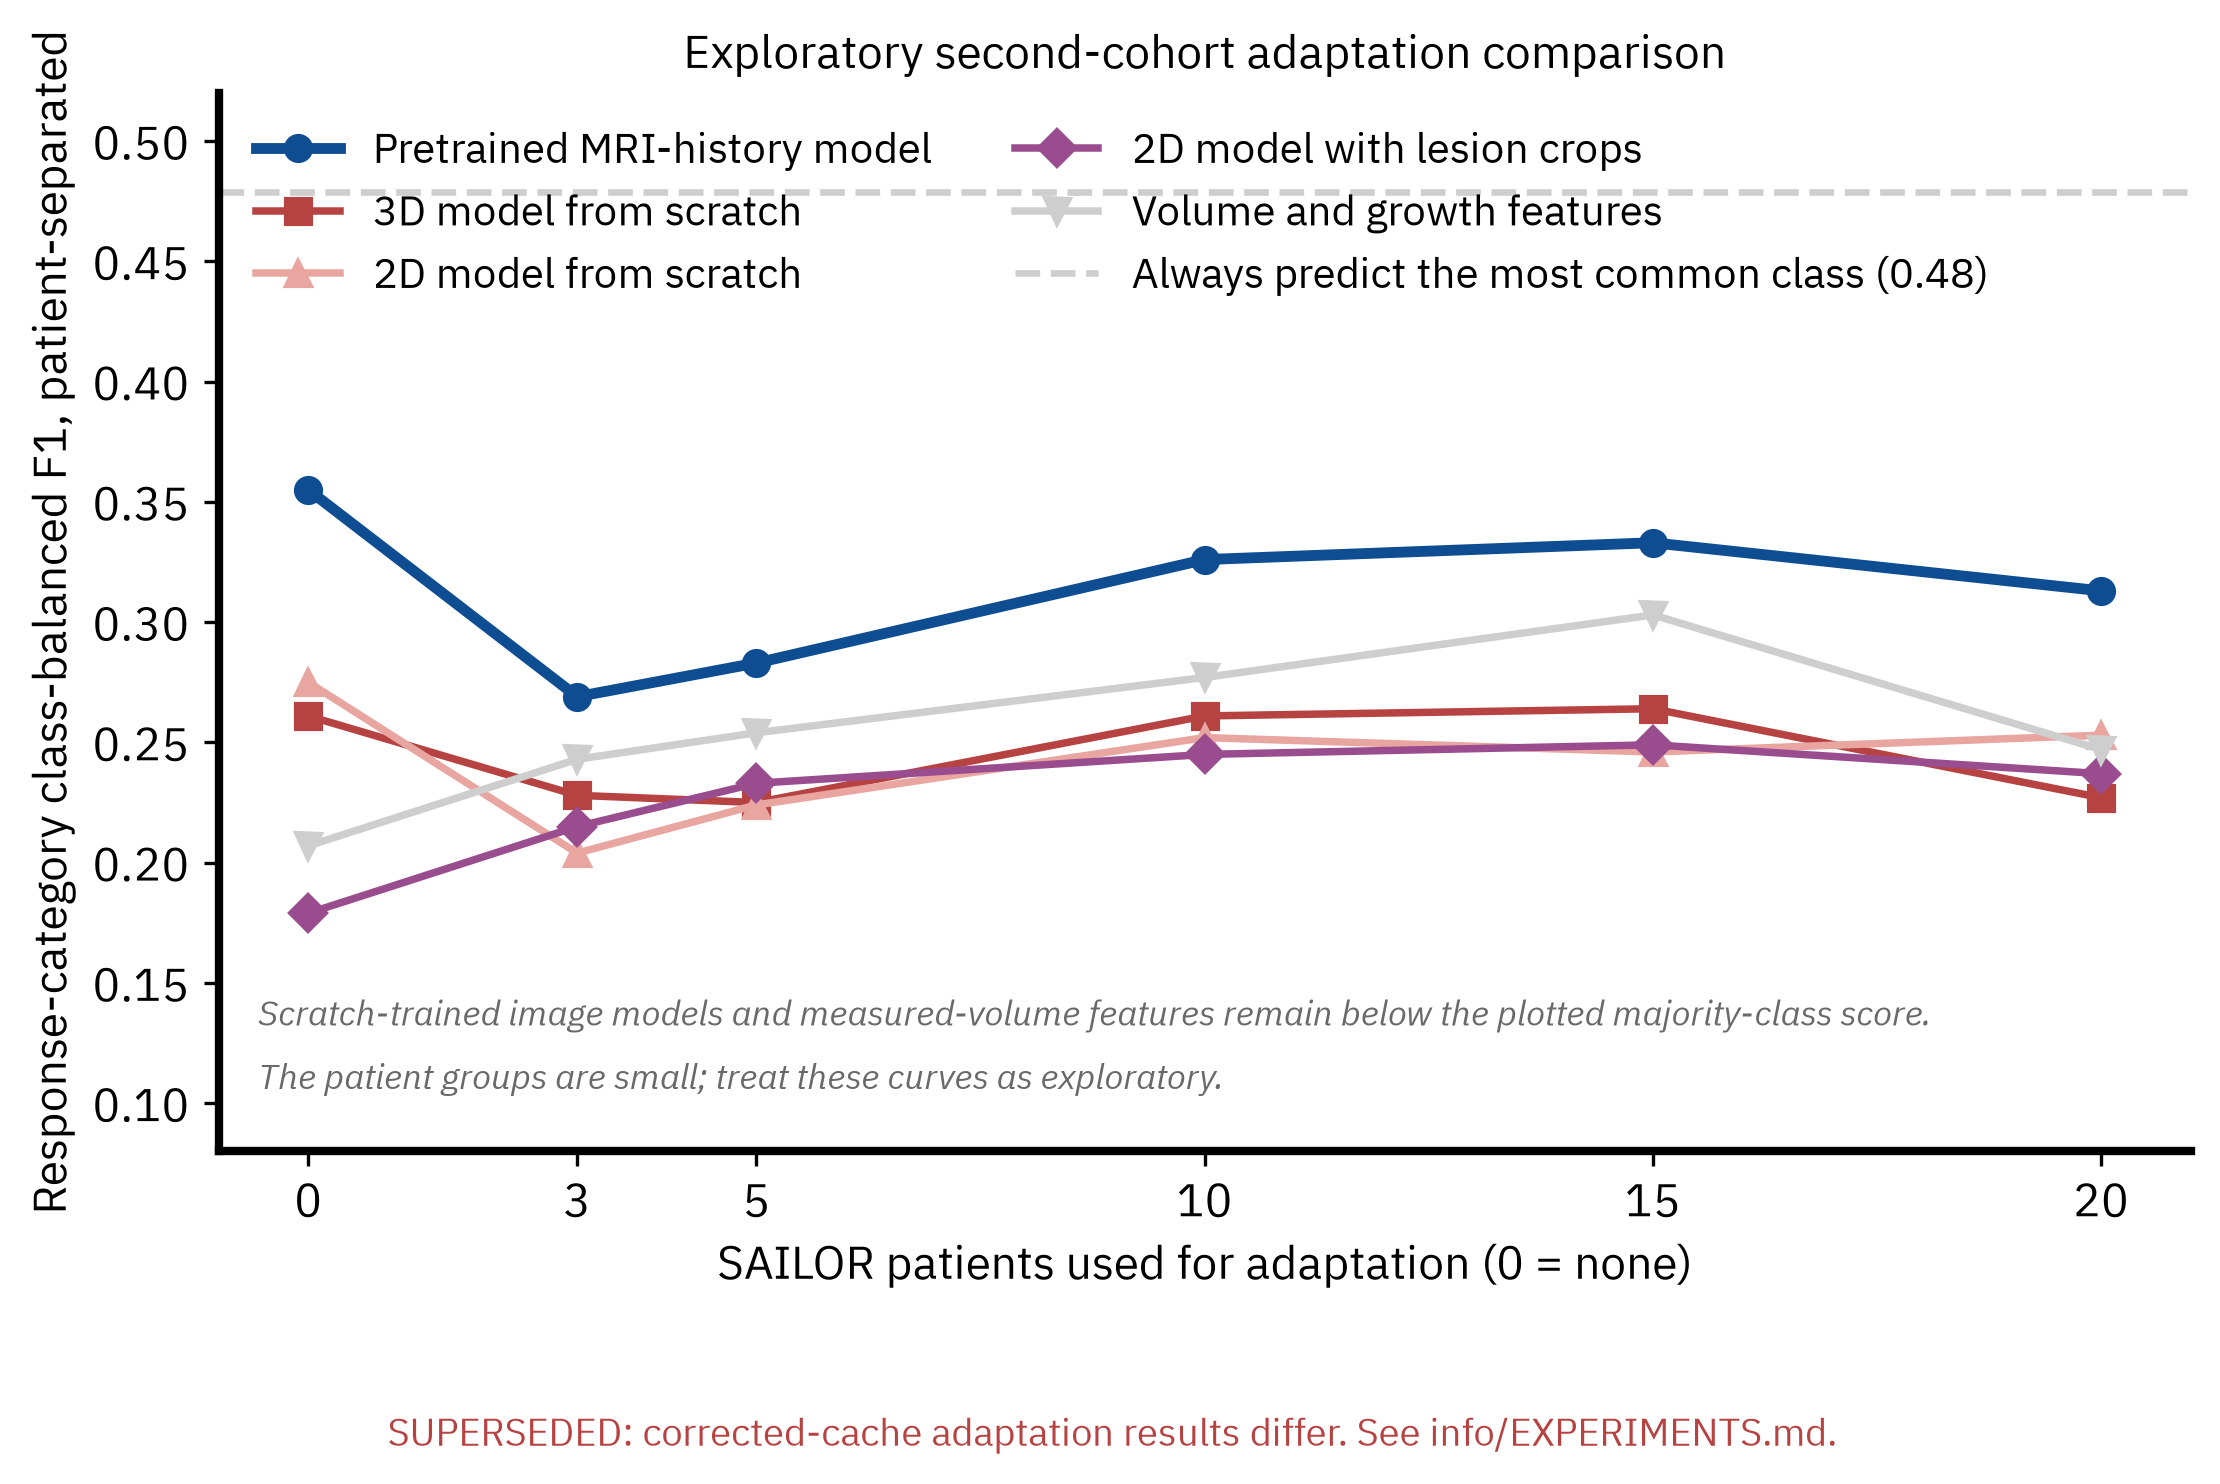 Exploratory second-cohort adaptation comparison
Response-category class-balanced F1, patient-separated
0.50
0.45
0.40
0.35
0.30
0.25
0.20
0.15
0.10
Pretrained MRI-history model
3D model from scratch
2D model from scratch
2D model with lesion crops
Volume and growth features
Always predict the most common class (0.48)
Scratch-trained image models and measured-volume features remain below the plotted majority-class score.
The patient groups are small; treat these curves as exploratory.
0 3 5 10 15 20
SAILOR patients used for adaptation (0 = none)
SUPERSEDED: corrected-cache adaptation results differ. See info/EXPERIMENTS.md.